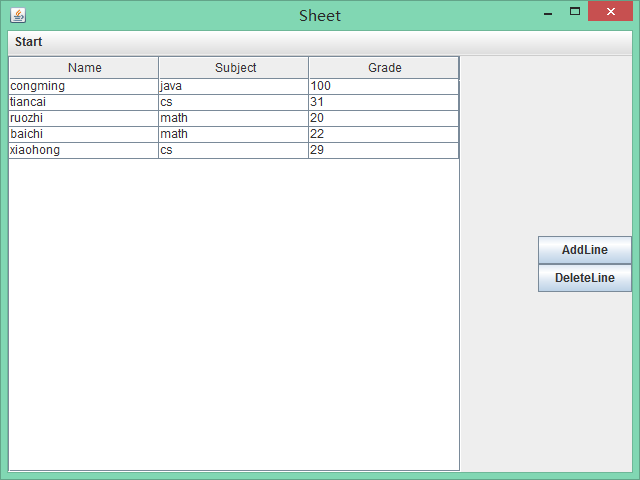 Sheet
Start
Name Subject Grade
congming java 100
tiancai cs 31
ruozhi math 20
baichi math 22
xiaohong cs 29
AddLine
DeleteLine